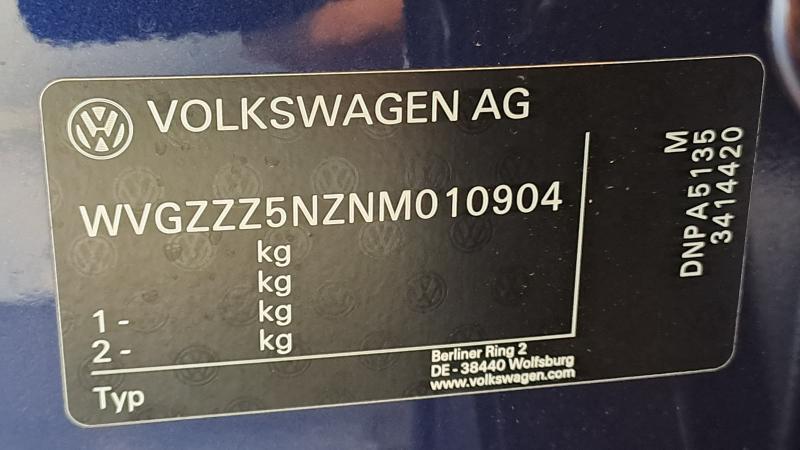 VOLKSWAGEN AG
WVGZZZ5NZNM010904
kg
kg
1 - kg
2 - kg
Typ
Berliner Ring 2
DE - 38440 Wolfsburg
www.volkswagen.com
M
DNPA5135
3414420